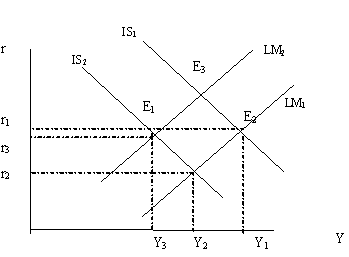 IS₁
r
LM₂
IS₂
E₃
E₁
LM₁
E₂
r₁
r₃
r₂
Y₃ Y₂ Y₁ Y